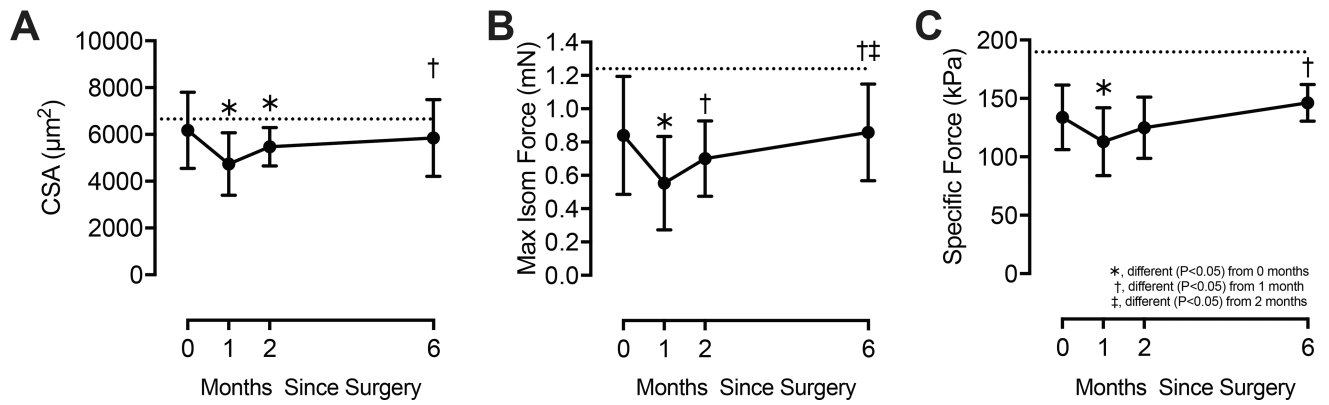 A
CSA (µm²)
10000
8000
6000
4000
2000
0
∗
∗
†
0 1 2 6
Months Since Surgery
B
Max Isom Force (mN)
1.4
1.2
1.0
0.8
0.6
0.4
0.2
0.0
∗
†
†‡
0 1 2 6
Months Since Surgery
C
Specific Force (kPa)
200
150
100
50
0
∗
†
∗, different (P<0.05) from 0 months
†, different (P<0.05) from 1 month
‡, different (P<0.05) from 2 months
0 1 2 6
Months Since Surgery